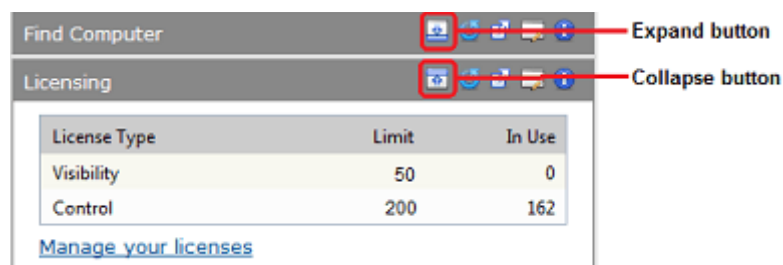 Find Computer
Expand button
Licensing
Collapse button
License Type Limit In Use
Visibility 50 0
Control 200 162
Manage your licenses